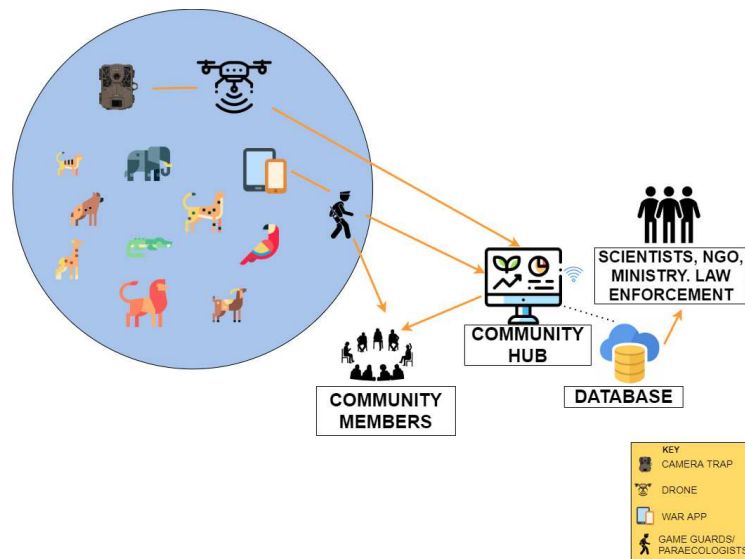 SCIENTISTS, NGO,
MINISTRY. LAW
ENFORCEMENT
COMMUNITY
HUB
DATABASE
COMMUNITY
MEMBERS
KEY
CAMERA TRAP
DRONE
WAR APP
GAME GUARDS/
PARAECOLOGISTS